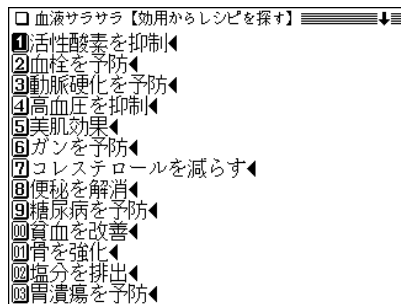 □ 血液サラサラ【効用からレシピを探す】
1活性酸素を抑制◀
2血栓を予防◀
3動脈硬化を予防◀
4高血圧を抑制◀
5美肌効果◀
6ガンを予防◀
7コレステロールを減らす◀
8便秘を解消◀
9糖尿病を予防◀
00貧血を改善◀
01骨を強化◀
02塩分を排出◀
03胃潰瘍を予防◀